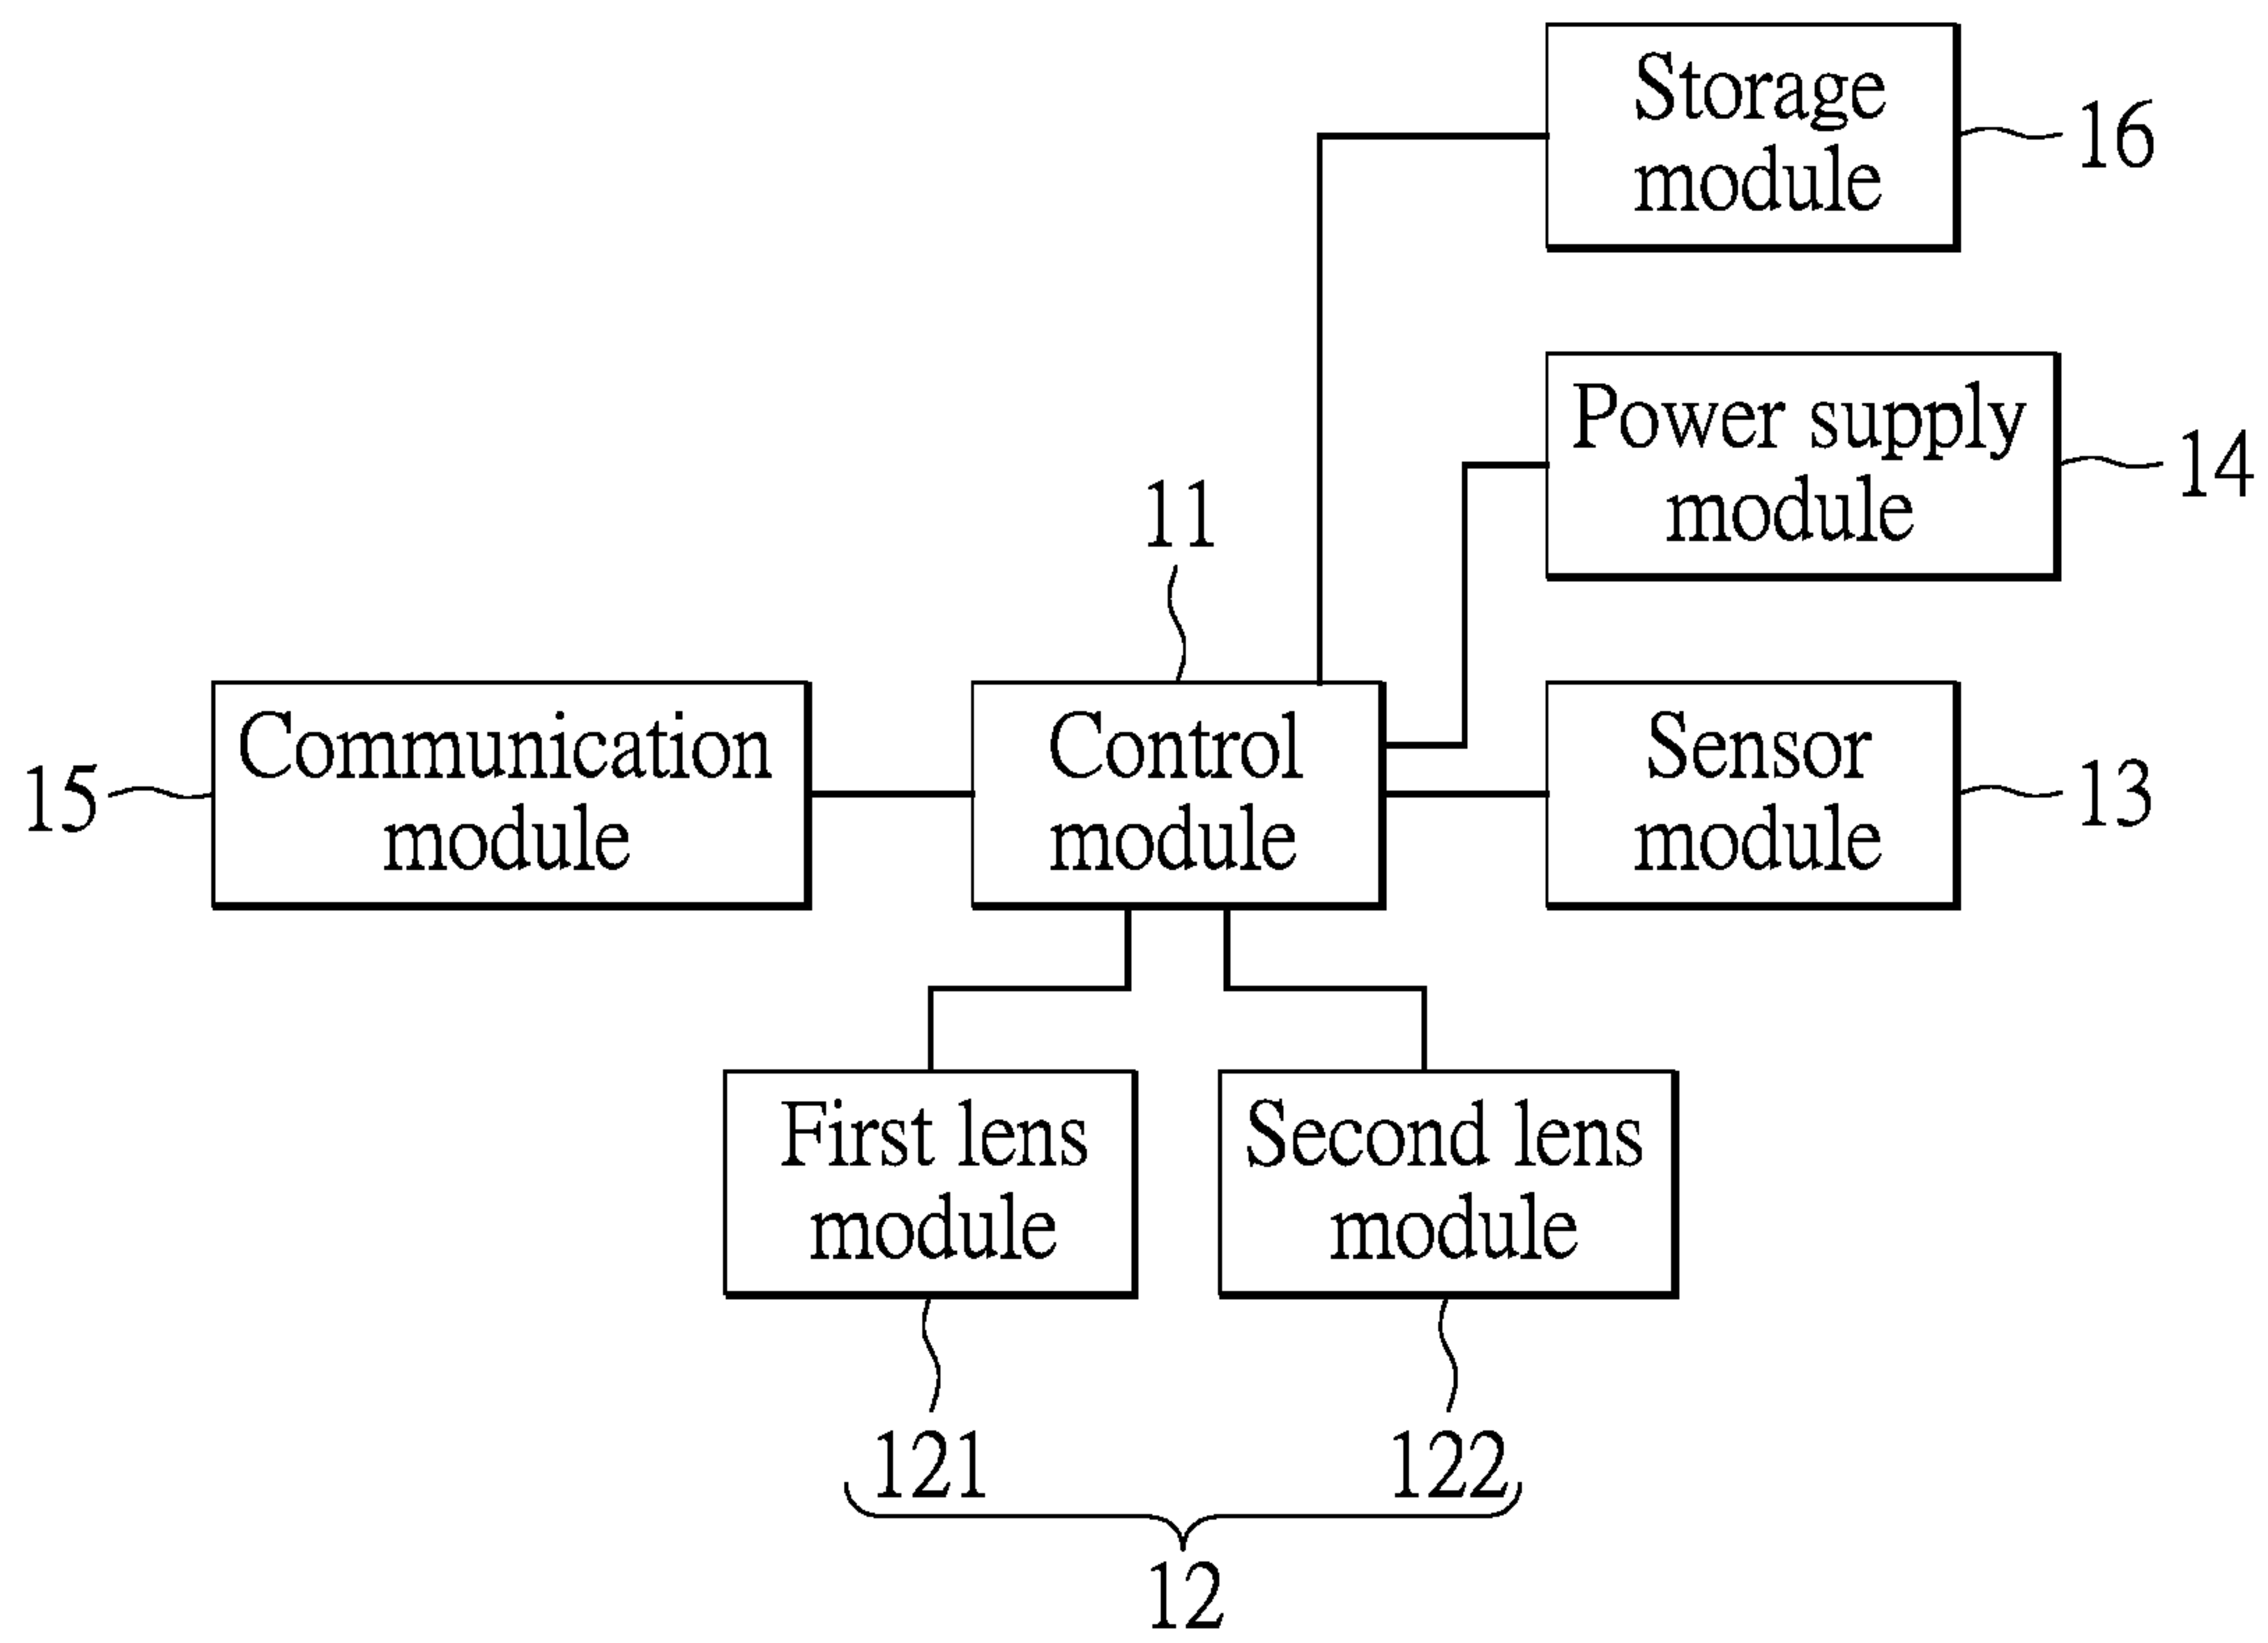 Storage
module
16
Power supply
module
14
11
Communication
module
15
Control
module
Sensor
module
13
First lens
module
Second lens
module
121
122
12